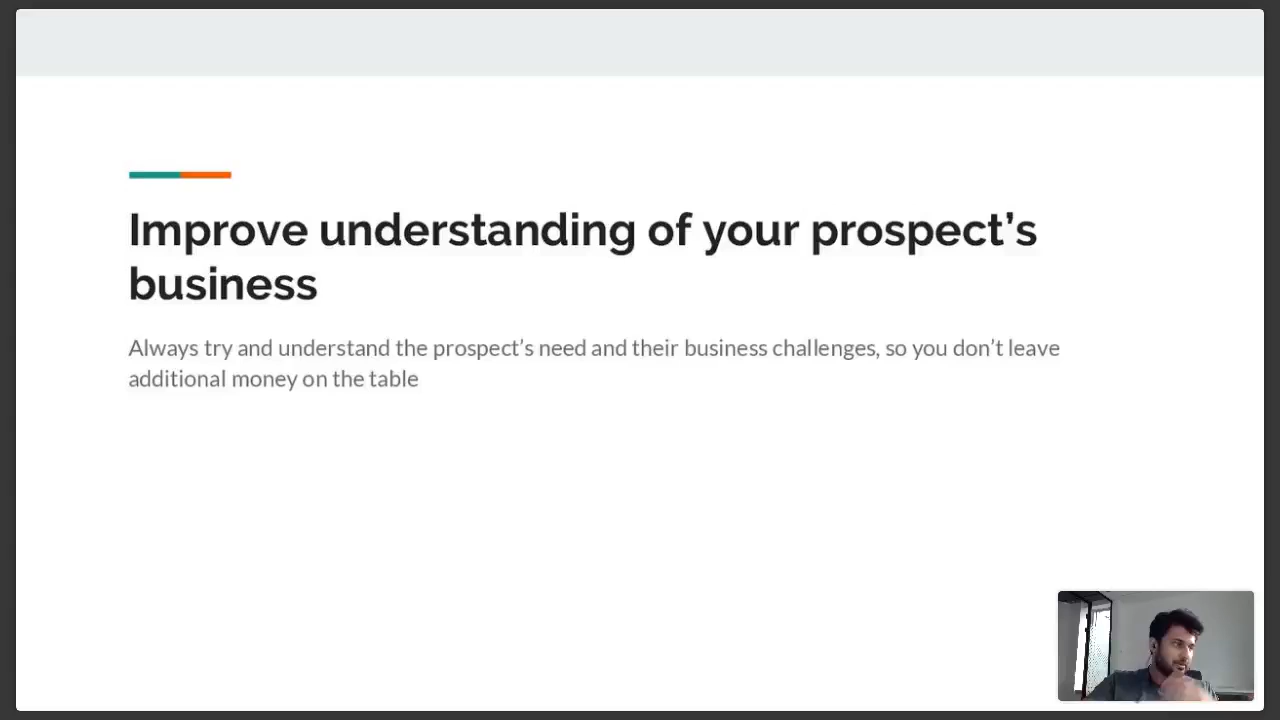 Improve understanding of your prospect’s
business
Always try and understand the prospect’s need and their business challenges, so you don’t leave
additional money on the table